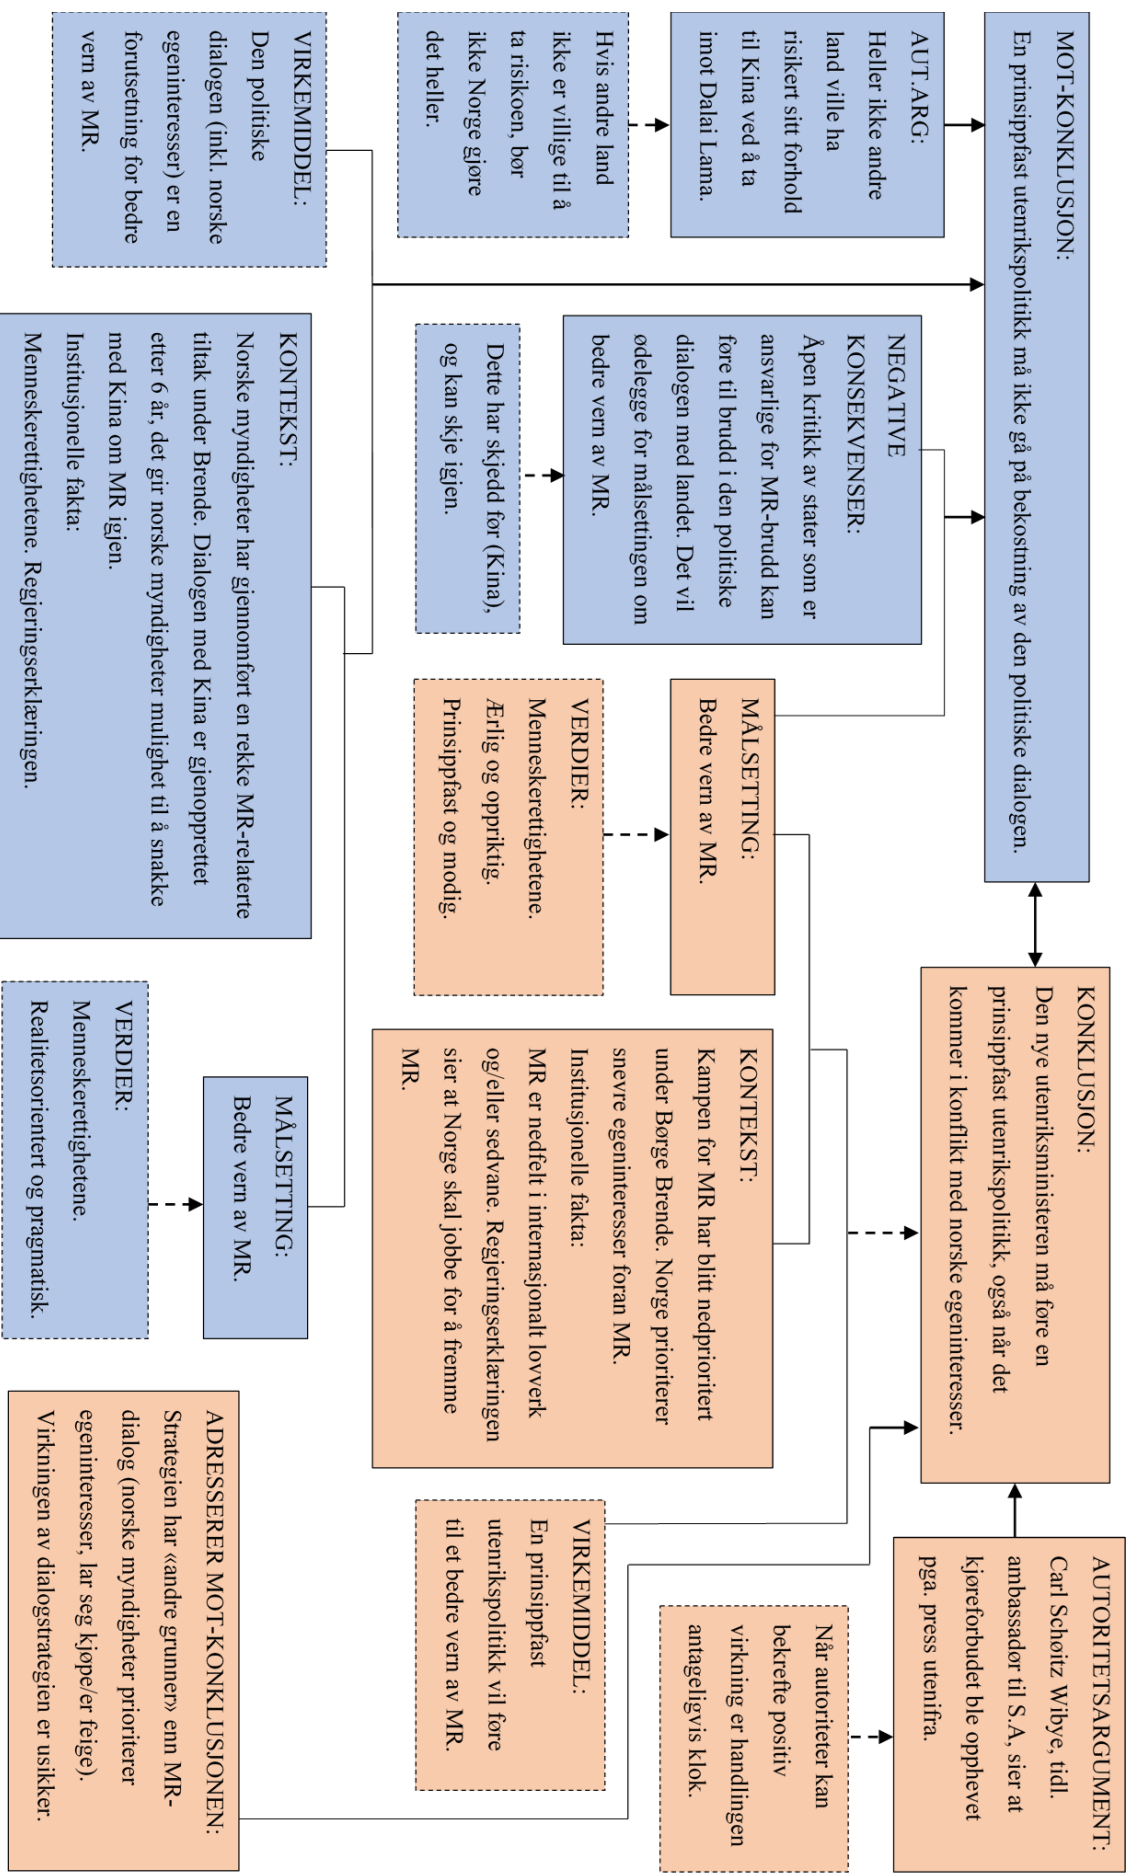 MOT-KONKLUSJON:
En prinsippfast utenrikspolitikk må ikke gå på bekostning av den politiske dialogen.
KONKLUSJON:
Den nye utenriksministeren må føre en
prinsippfast utenrikspolitikk, også når det
kommer i konflikt med norske egeninteresser.
AUTORITETSARGUMENT:
Carl Schøitz Wibye, tidl.
ambassadør til S.A, sier at
kjøreforbudet ble opphevet
pga. press utenifra.
AUT.ARG:
Heller ikke andre
land ville ha
risikert sitt forhold
til Kina ved å ta
imot Dalai Lama.
NEGATIVE
KONSEKVENSER:
Åpen kritikk av stater som er
ansvarlige for MR-brudd kan
føre til brudd i den politiske
dialogen med landet. Det vil
ødelegge for målsettingen om
bedre vern av MR.
MÅLSETTING:
Bedre vern av MR.
KONTEKST:
Kampen for MR har blitt nedprioritert
under Børge Brende. Norge prioriterer
snevre egeninteresser foran MR.
Institusjonelle fakta:
MR er nedfelt i internasjonalt lovverk
og/eller sedvane. Regjeringserklæringen
sier at Norge skal jobbe for å fremme
MR.
Når autoriteter kan
bekrefte positiv
virkning er handlingen
antageligvis klok.
Hvis andre land
ikke er villige til å
ta risikoen, bør
ikke Norge gjøre
det heller.
Dette har skjedd før (Kina),
og kan skje igjen.
VERDIER:
Menneskerettighetene.
Ærlig og oppriktig.
Prinsippfast og modig.
VIRKEMIDDEL:
En prinsippfast
utenrikspolitikk vil føre
til et bedre vern av MR.
VIRKEMIDDEL:
Den politiske
dialogen (inkl. norske
egeninteresser) er en
forutsetning for bedre
vern av MR.
KONTEKST:
Norske myndigheter har gjennomført en rekke MR-relaterte
tiltak under Brende. Dialogen med Kina er gjenopprettet
etter 6 år, det gir norske myndigheter mulighet til å snakke
med Kina om MR igjen.
Institusjonelle fakta:
Menneskerettighetene. Regjeringserklæringen.
MÅLSETTING:
Bedre vern av MR.
VERDIER:
Menneskerettighetene.
Realitetsorientert og pragmatisk.
ADRESSERER MOT-KONKLUSJONEN:
Strategien har «andre grunner» enn MR-
dialog (norske myndigheter prioriterer
egeninteresser, lar seg kjøpe/er feige).
Virkningen av dialogstrategien er usikker.